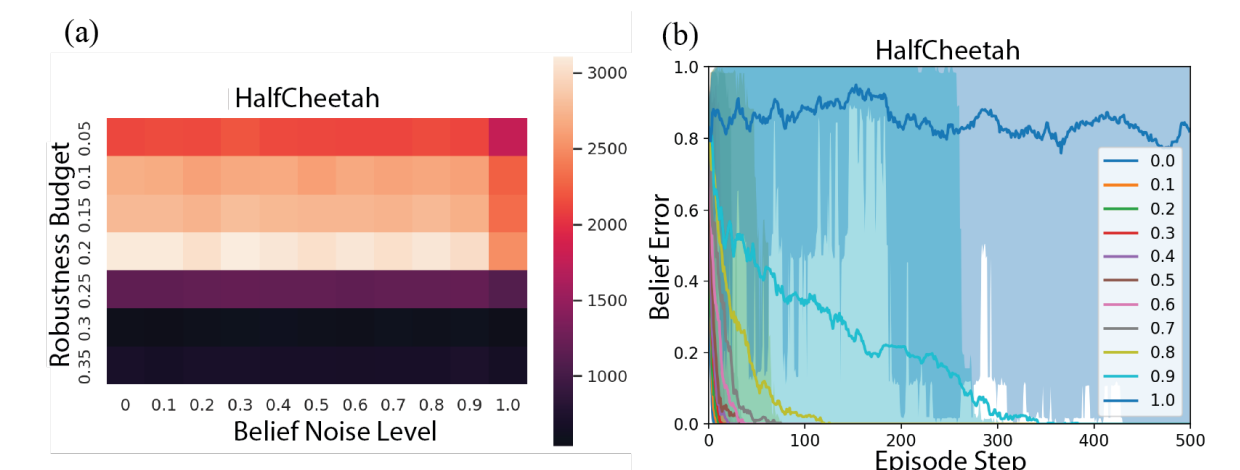 (a)
HalfCheetah
Robustness Budget
0.05
0.1
0.15
0.2
0.25
0.3
0.35
0 0.1 0.2 0.3 0.4 0.5 0.6 0.7 0.8 0.9 1.0
Belief Noise Level
3000
2500
2000
1500
1000
(b)
HalfCheetah
Belief Error
1.0
0.8
0.6
0.4
0.2
0.0
0 100 200 300 400 500
Episode Step
0.0
0.1
0.2
0.3
0.4
0.5
0.6
0.7
0.8
0.9
1.0